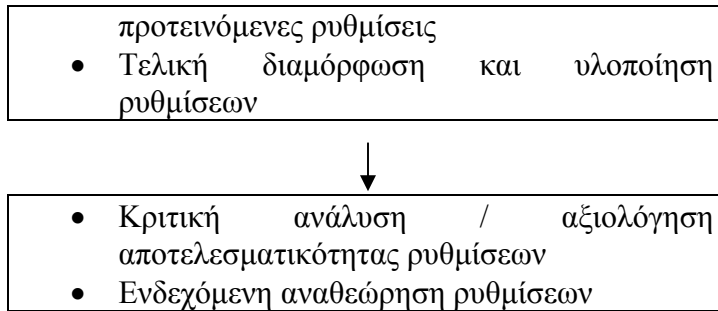 προτεινόμενες ρυθμίσεις
• Τελική διαμόρφωση και υλοποίηση
ρυθμίσεων
• Κριτική ανάλυση / αξιολόγηση
αποτελεσματικότητας ρυθμίσεων
• Ενδεχόμενη αναθεώρηση ρυθμίσεων